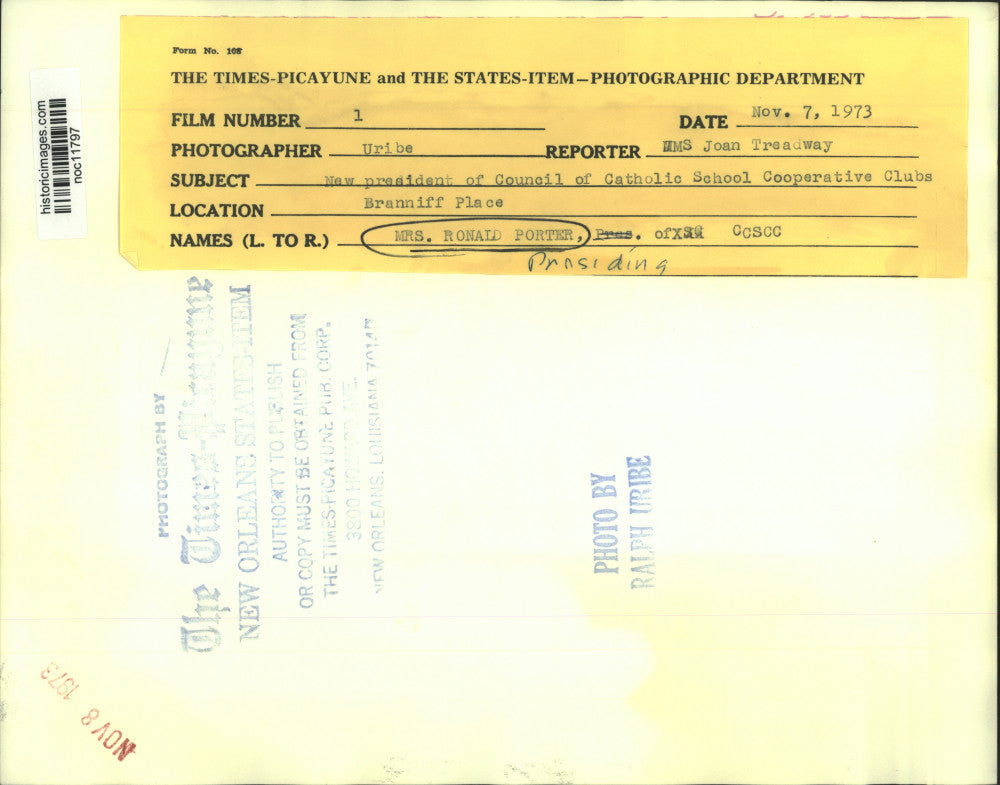 Form No. 108
THE TIMES-PICAYUNE and THE STATES-ITEM—PHOTOGRAPHIC DEPARTMENT
FILM NUMBER 1 DATE Nov. 7, 1973
PHOTOGRAPHER Uribe REPORTER MMS Joan Treadway
SUBJECT New president of Council of Catholic School Cooperative Clubs
LOCATION Branniff Place
NAMES (L. TO R.) MRS. RONALD PORTER, Pres. of CCSCC
Presiding
historicimages.com
noc11797
PHOTOGRAPH BY
The Times-Picayune
NEW ORLEANS STATES-ITEM
AUTHORITY TO PUBLISH
OR COPY MUST BE OBTAINED FROM
THE TIMES-PICAYUNE PUB. CORP.
3800 HOWARD AVE.
NEW ORLEANS, LOUISIANA
PHOTO BY
RALPH URIBE
NOV 8 1973